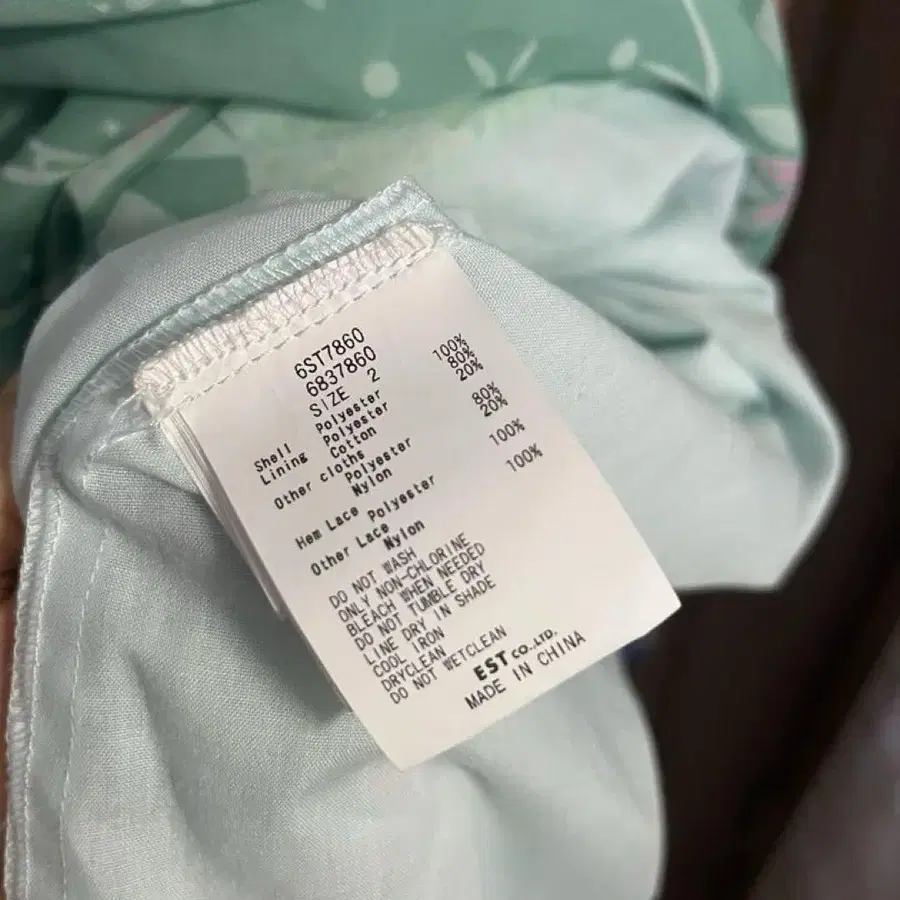 6ST7860
6837860
SIZE 2
Shell Polyester 100%
Lining Polyester 80%
Cotton 20%
Other cloths
Polyester 80%
Nylon 20%
Hem Lace
Polyester 100%
Other Lace
Nylon 100%
DO NOT WASH
ONLY NON-CHLORINE
BLEACH WHEN NEEDED
DO NOT TUMBLE DRY
LINE DRY IN SHADE
COOL IRON
DRYCLEAN
DO NOT WETCLEAN
EST CO.,LTD.
MADE IN CHINA